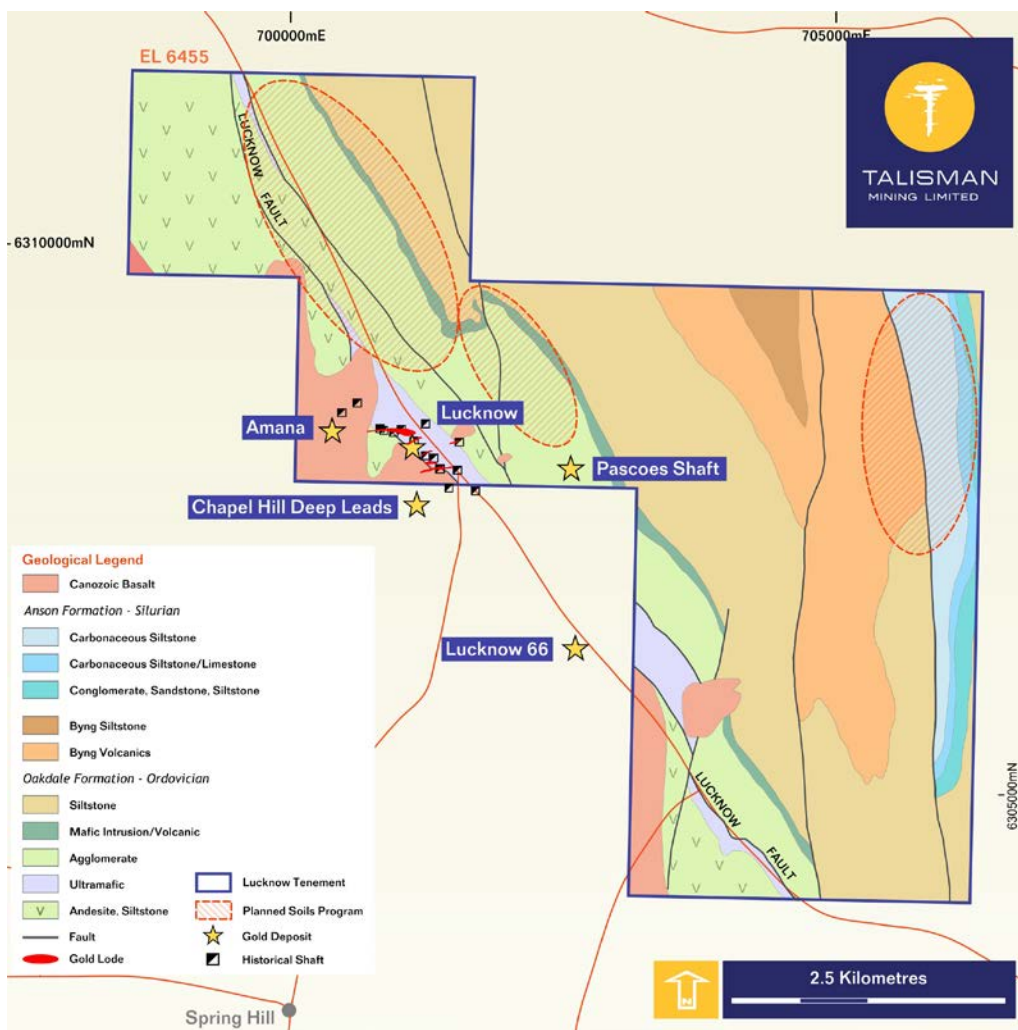 700000mE
705000mE
EL 6455
TALISMAN
MINING LIMITED
LUCKNOW
FAULT
6310000mN
Lucknow
Amana
Pascoes Shaft
Chapel Hill Deep Leads
Geological Legend
Canozoic Basalt
Anson Formation - Silurian
Carbonaceous Siltstone
Carbonaceous Siltstone/Limestone
Conglomerate, Sandstone, Siltstone
Byng Siltstone
Byng Volcanics
Oakdale Formation - Ordovician
Siltstone
Mafic Intrusion/Volcanic
Agglomerate
Ultramafic
V Andesite, Siltstone
Fault
Gold Lode
Lucknow Tenement
Planned Soils Program
Gold Deposit
Historical Shaft
Lucknow 66
LUCKNOW
FAULT
6305000mN
N
2.5 Kilometres
Spring Hill